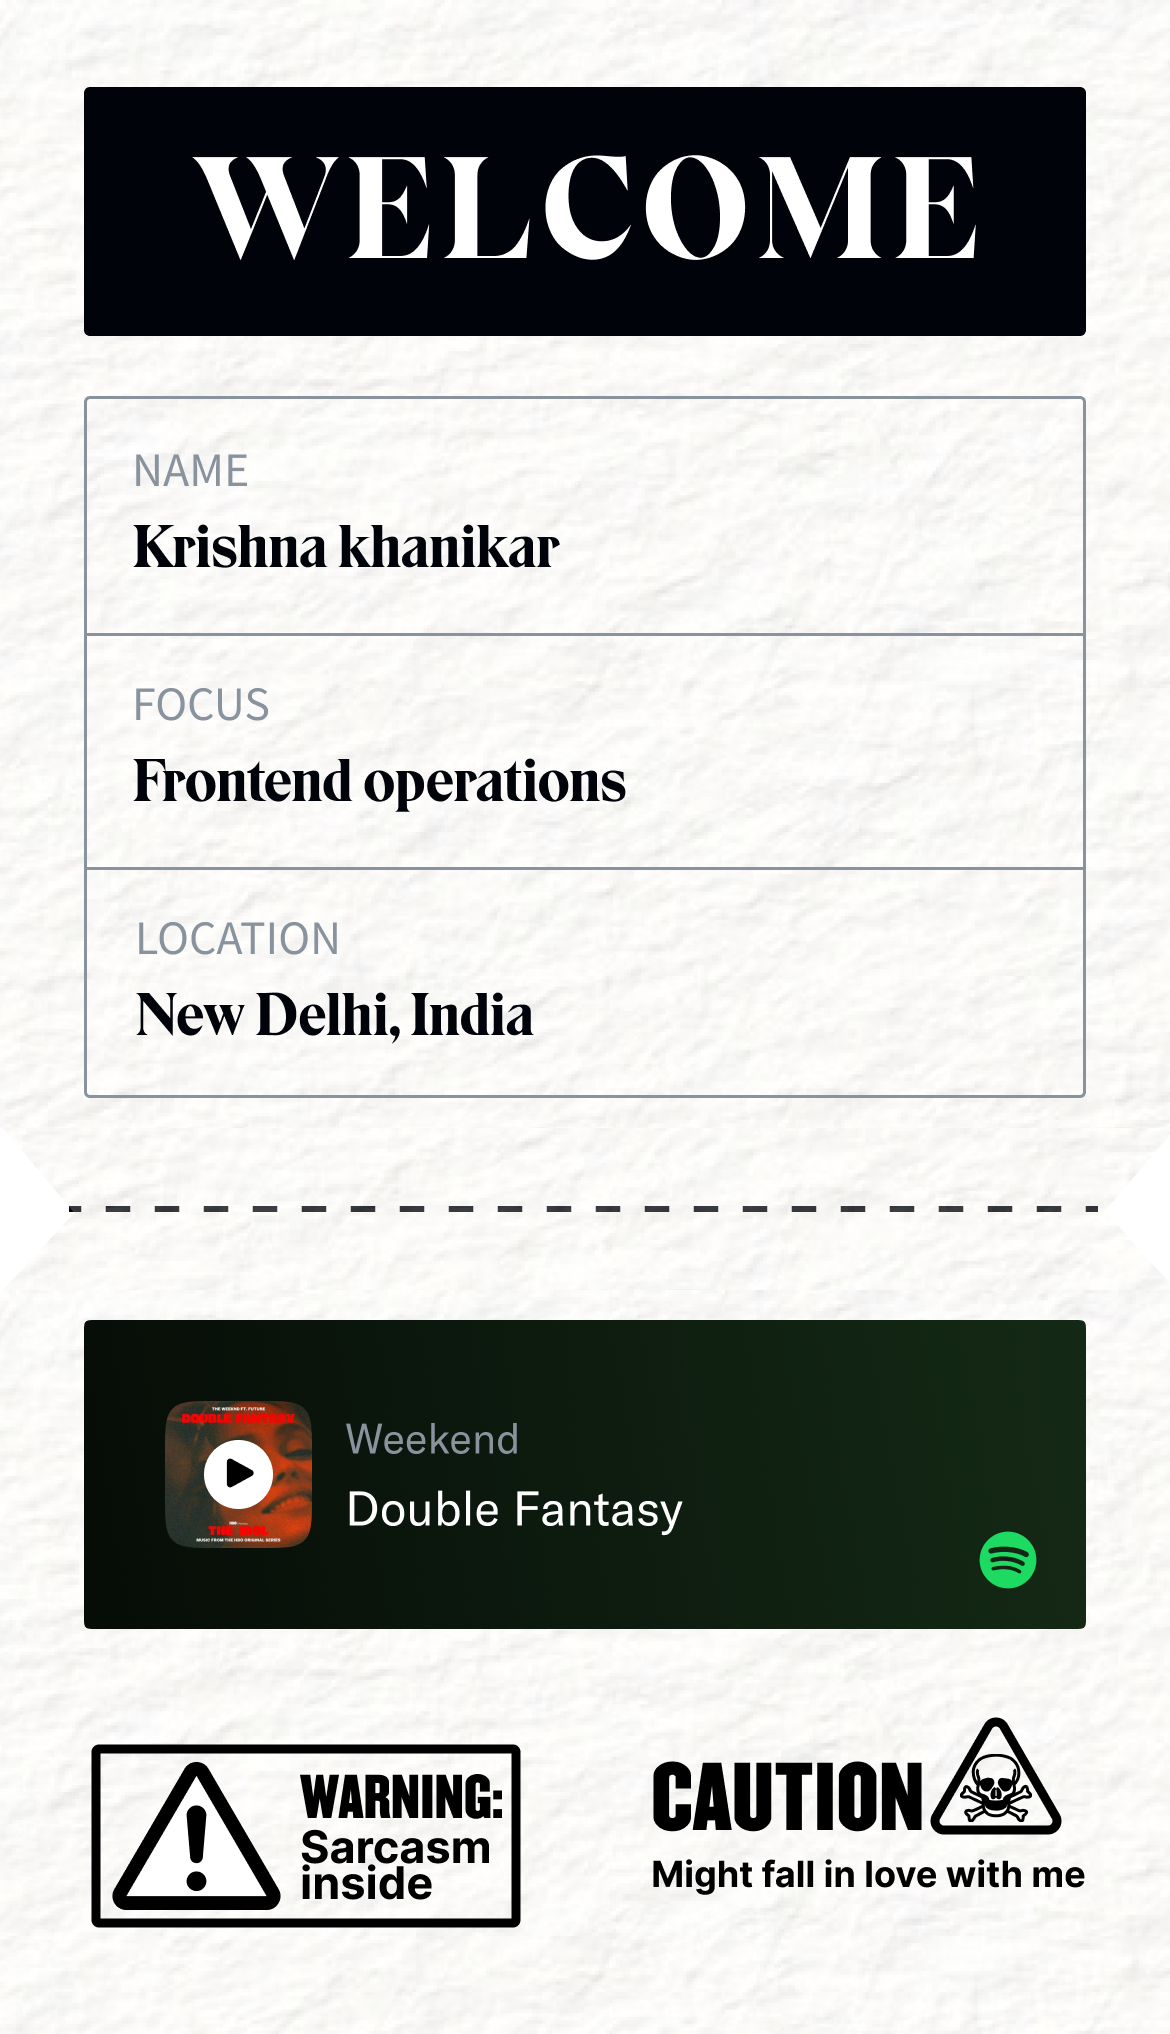 WELCOME
NAME
Krishna khanikar
FOCUS
Frontend operations
LOCATION
New Delhi, India
THE WEEKND FT. FUTURE
DOUBLE FANTASY
THE IDOL
MUSIC FROM THE HBO ORIGINAL SERIES
Weekend
Double Fantasy
WARNING:
Sarcasm
inside
CAUTION
Might fall in love with me